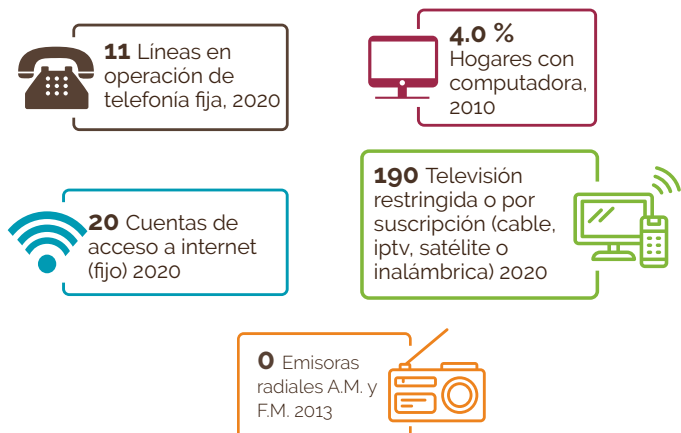 11 Líneas en
operación de
telefonía fija, 2020
4.0 %
Hogares con
computadora,
2010
20 Cuentas de
acceso a internet
(fijo) 2020
190 Televisión
restringida o por
suscripción (cable,
iptv, satélite o
inalámbrica) 2020
0 Emisoras
radiales A.M. y
F.M. 2013